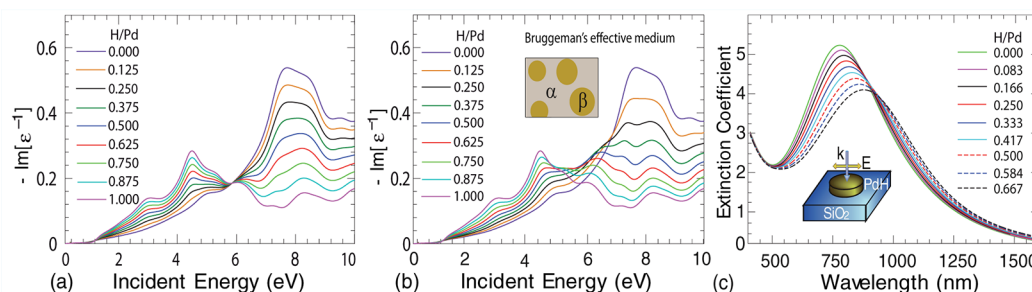 0.6
0.4
0.2
0
- Im[ε⁻¹]
H/Pd
0.000
0.125
0.250
0.375
0.500
0.625
0.750
0.875
1.000
0 2 4 6 8 10
(a) Incident Energy (eV)
0.6
0.4
0.2
0
- Im[ε⁻¹]
H/Pd
0.000
0.125
0.250
0.375
0.500
0.625
0.750
0.875
1.000
Bruggeman's effective medium
α
β
0 2 4 6 8 10
(b) Incident Energy (eV)
5
4
3
2
1
0
Extinction Coefficient
H/Pd
0.000
0.083
0.166
0.250
0.333
0.417
0.500
0.584
0.667
k
E
PdH
SiO₂
500 750 1000 1250 1500
(c) Wavelength (nm)